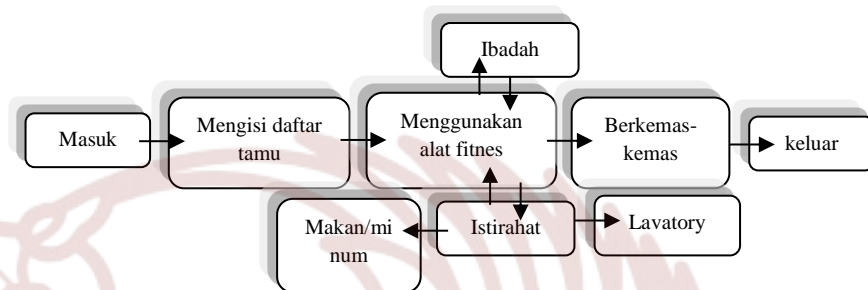 Ibadah
Masuk
Mengisi daftar
tamu
Menggunakan
alat fitnes
Berkemas-
kemas
keluar
Makan/mi
num
Istirahat
Lavatory